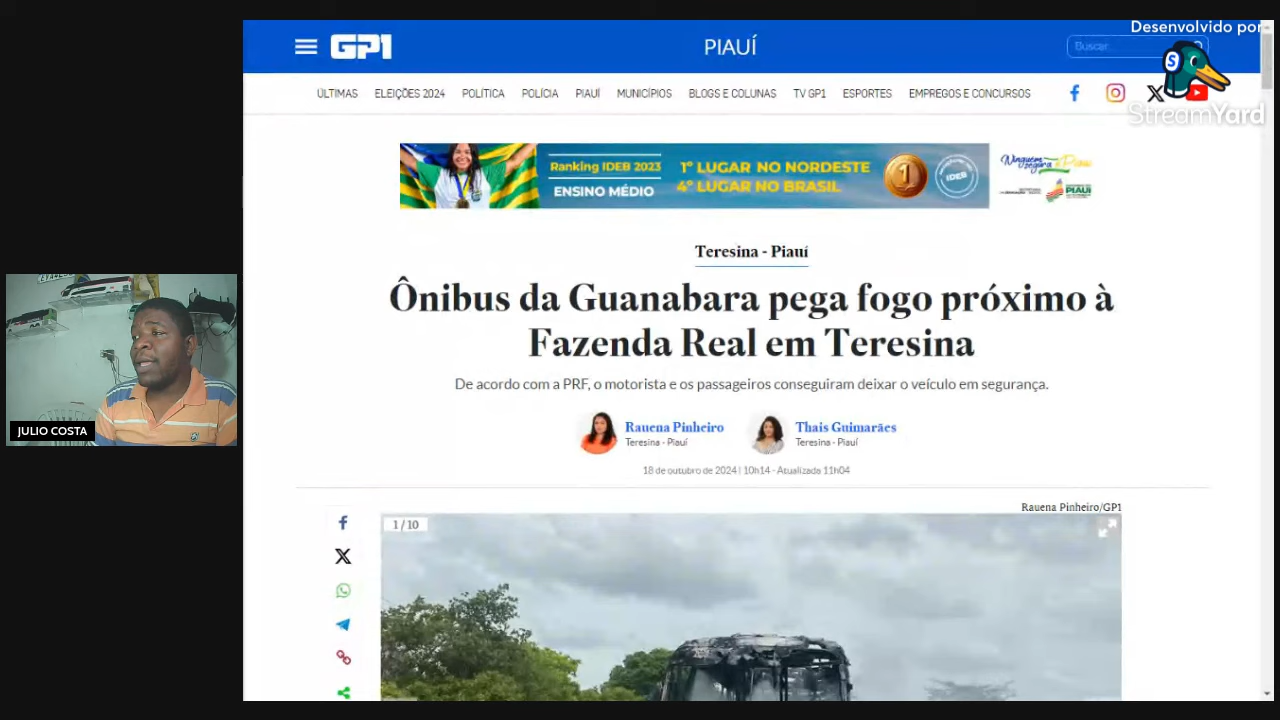 Desenvolvido por
StreamYard
GP1
PIAUÍ
Buscar...
ÚLTIMAS ELEIÇÕES 2024 POLÍTICA POLÍCIA PIAUÍ MUNICÍPIOS BLOGS E COLUNAS TV GP1 ESPORTES EMPREGOS E CONCURSOS
Ranking IDEB 2023
ENSINO MÉDIO
1º LUGAR NO NORDESTE
4º LUGAR NO BRASIL
1
IDEB
Ninguém segura o Piauí
PIAUÍ
Teresina - Piauí
Ônibus da Guanabara pega fogo próximo à
Fazenda Real em Teresina
De acordo com a PRF, o motorista e os passageiros conseguiram deixar o veículo em segurança.
Rauena Pinheiro
Teresina - Piauí
Thais Guimarães
Teresina - Piauí
18 de outubro de 2024 | 10h14 - Atualizada 11h04
Rauena Pinheiro/GP1
1 / 10
JULIO COSTA